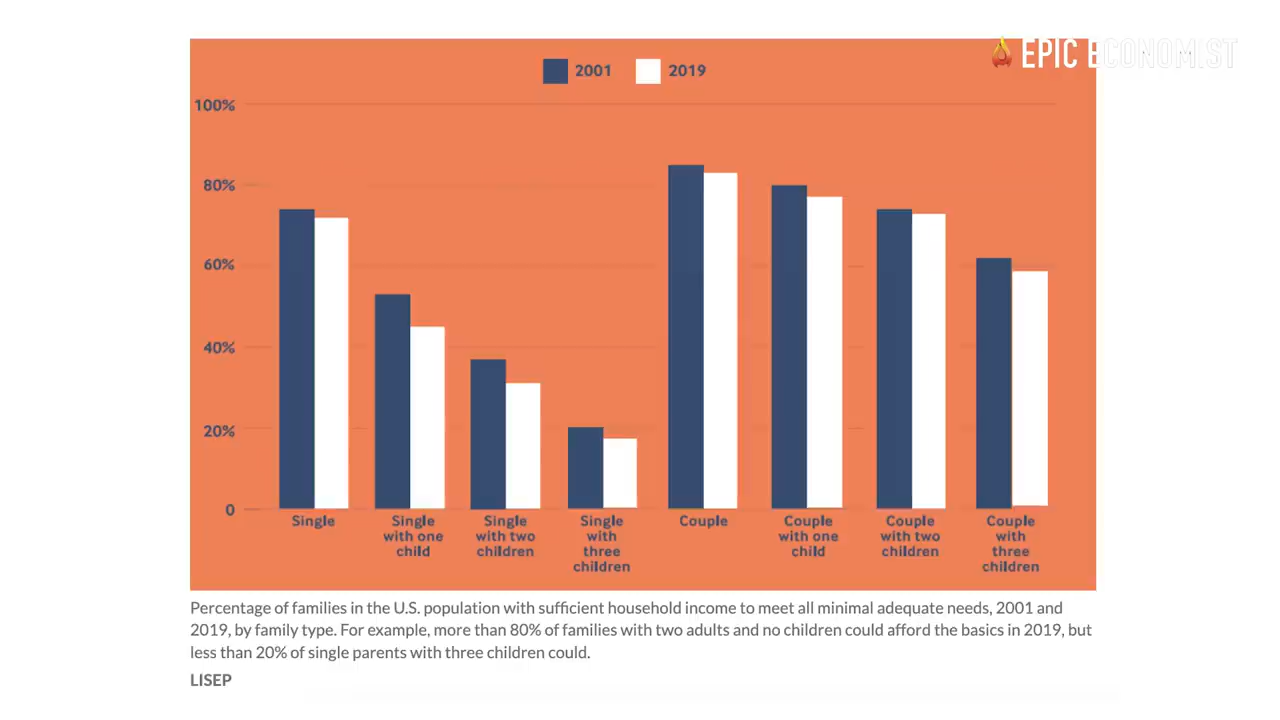 EPIC ECONOMIST
2001 2019
100%
80%
60%
40%
20%
0
Single
Single
with one
child
Single
with two
children
Single
with
three
children
Couple
Couple
with one
child
Couple
with two
children
Couple
with
three
children
Percentage of families in the U.S. population with sufficient household income to meet all minimal adequate needs, 2001 and
2019, by family type. For example, more than 80% of families with two adults and no children could afford the basics in 2019, but
less than 20% of single parents with three children could.
LISEP